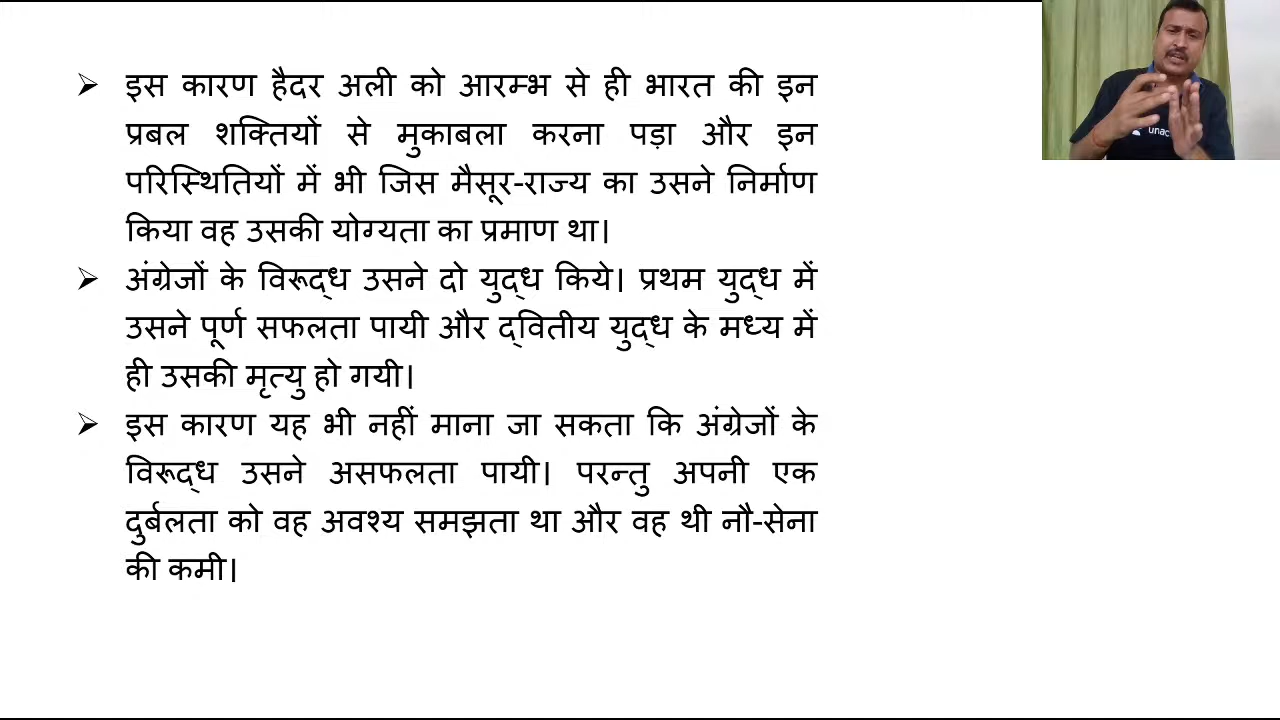 ➢ इस कारण हैदर अली को आरम्भ से ही भारत की इन
प्रबल शक्तियों से मुकाबला करना पड़ा और इन
परिस्थितियों में भी जिस मैसूर-राज्य का उसने निर्माण
किया वह उसकी योग्यता का प्रमाण था।
➢ अंग्रेजों के विरूद्ध उसने दो युद्ध किये। प्रथम युद्ध में
उसने पूर्ण सफलता पायी और द्वितीय युद्ध के मध्य में
ही उसकी मृत्यु हो गयी।
➢ इस कारण यह भी नहीं माना जा सकता कि अंग्रेजों के
विरूद्ध उसने असफलता पायी। परन्तु अपनी एक
दुर्बलता को वह अवश्य समझता था और वह थी नौ-सेना
की कमी।